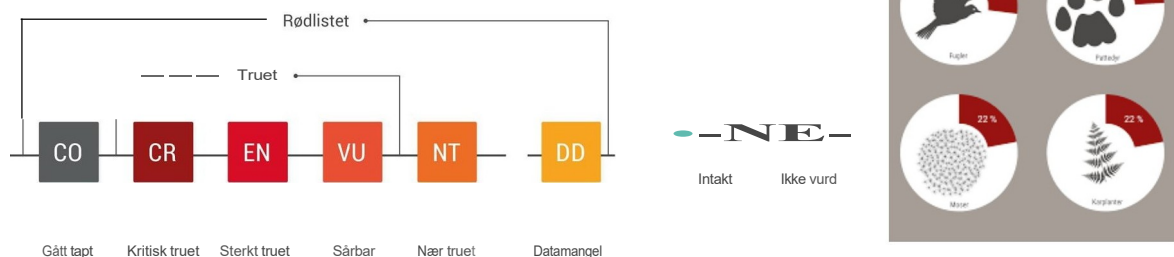 Rødlistet
Truet
CO CR EN VU NT DD
NE
Gått tapt Kritisk truet Sterkt truet Sårbar Nær truet Datamangel
Intakt Ikke vurd
Fugler Pattedyr
22 % 22 %
Moser Karplanter